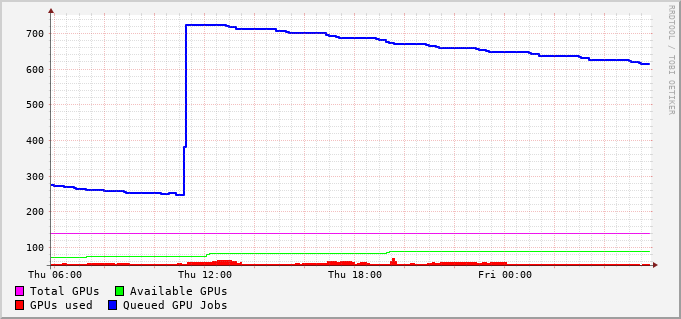 RRDTOOL / TOBI OETIKER
700
600
500
400
300
200
100
Thu 06:00 Thu 12:00 Thu 18:00 Fri 00:00
Total GPUs Available GPUs
GPUs used Queued GPU Jobs